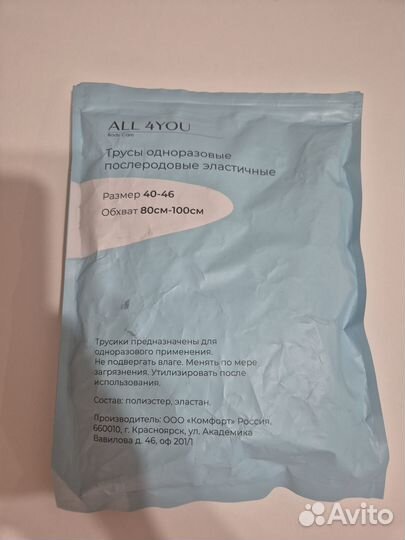 ALL 4YOU
Body Care
Трусы одноразовые
послеродовые эластичные
Размер 40-46
Обхват 80см-100см
Трусики предназначены для
одноразового применения.
Не подвергать влаге. Менять по мере
загрязнения. Утилизировать после
использования.
Состав: полиэстер, эластан.
Производитель: ООО «Комфорт» Россия,
660010, г. Красноярск, ул. Академика
Вавилова д. 46, оф 201/1
Avito